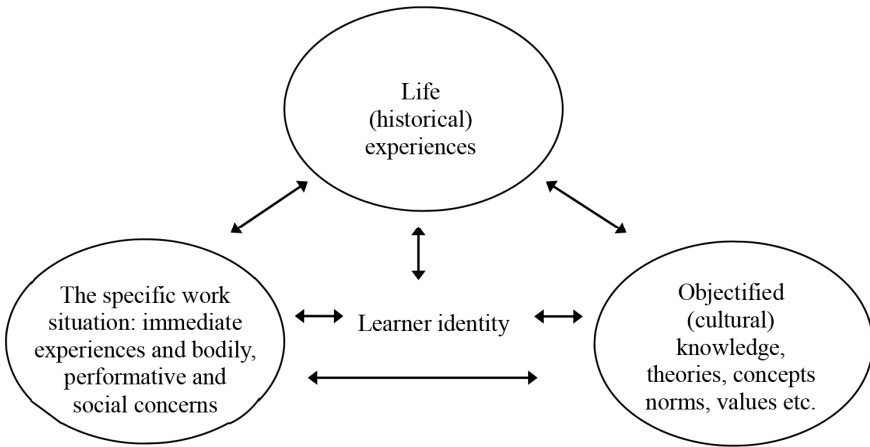 Life
(historical)
experiences
The specific work
situation: immediate
experiences and bodily,
performative and
social concerns
Learner identity
Objectified
(cultural)
knowledge,
theories, concepts
norms, values etc.